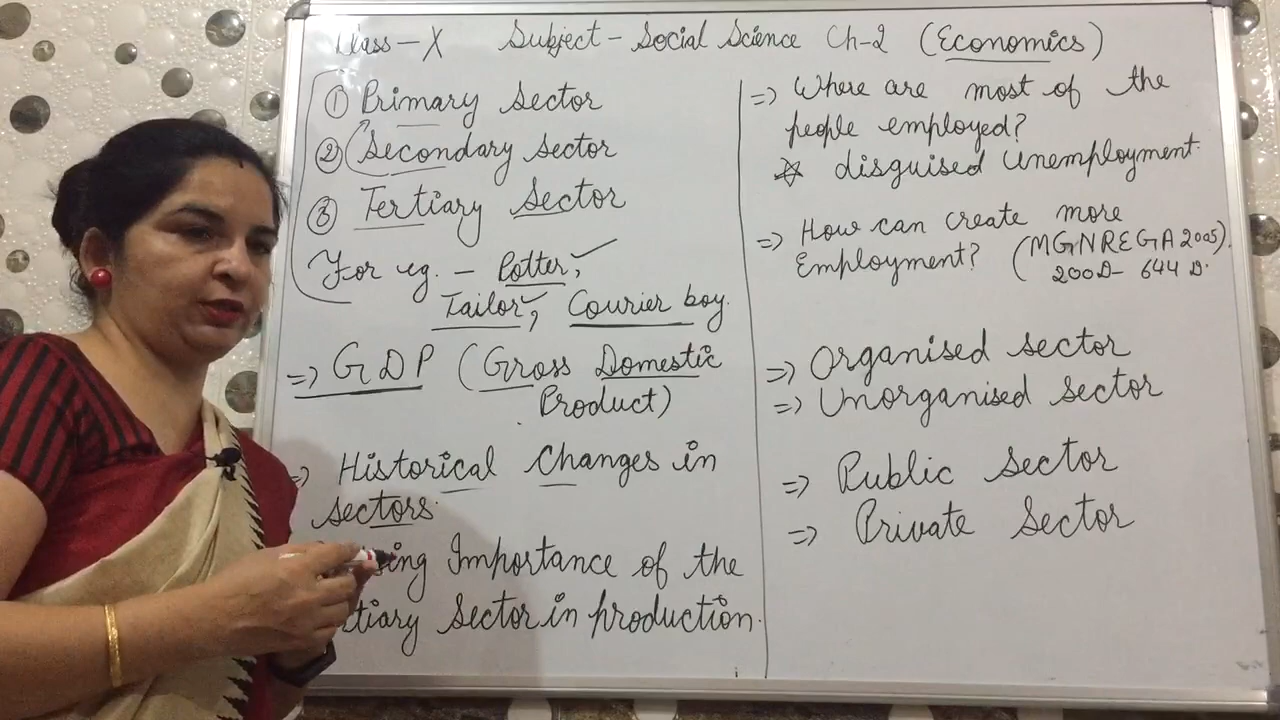 Class - X Subject - Social Science Ch-2 (Economics)
① Primary Sector
② Secondary Sector
③ Tertiary Sector
For eg. - Potter,
Tailor, Courier boy.
=> GDP (Gross Domestic
Product)
=> Historical Changes in
sectors.
Importance of the
Sector in production.
=> Where are most of the
people employed?
☆ disguised Unemployment.
=> How can create more
Employment? (MGNREGA 2005)
200D - 644 D.
=> Organised sector
=> Unorganised sector
=> Public Sector
=> Private Sector